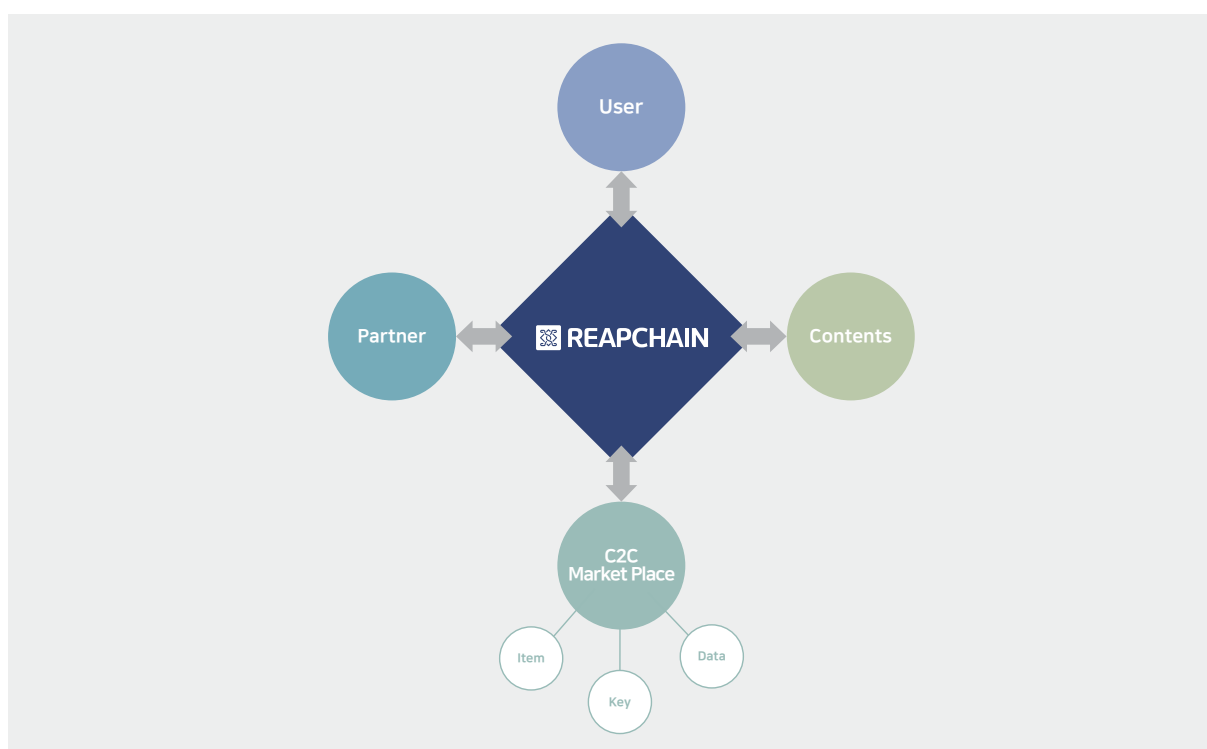 User
Partner
REAPCHAIN
Contents
C2C
Market Place
Item
Data
Key